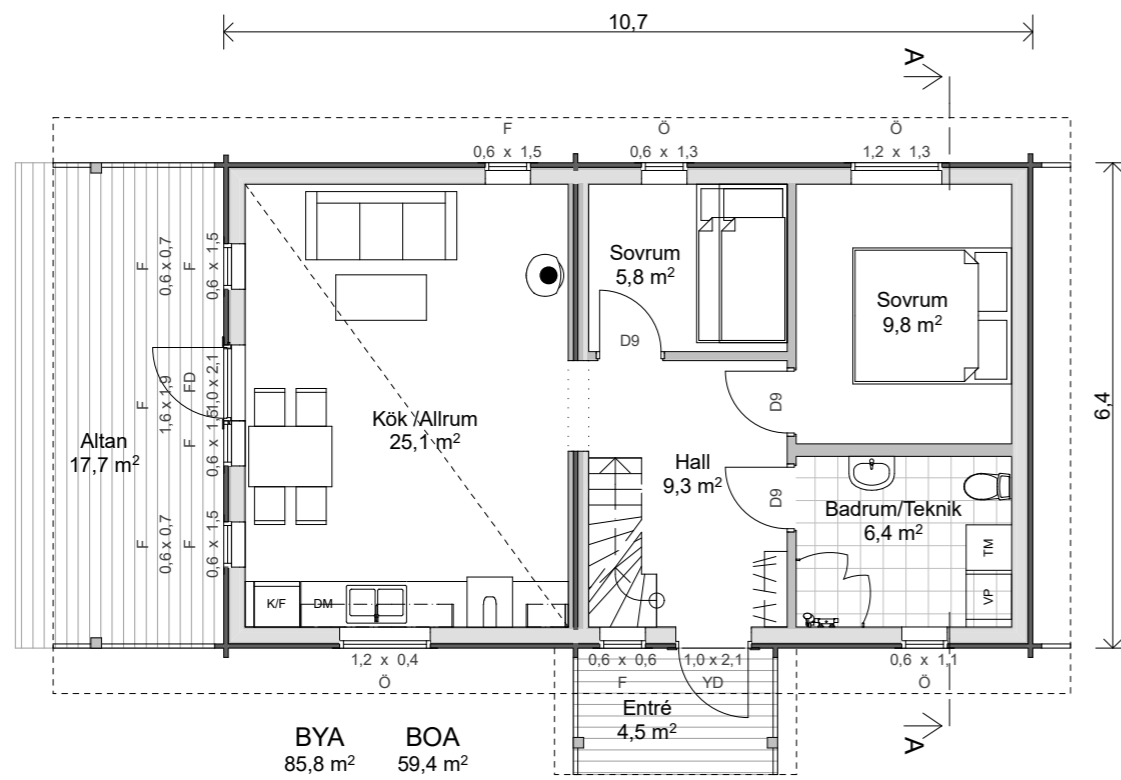 10,7
A
F
Ö
Ö
0,6 x 1,5
0,6 x 1,3
1,2 x 1,3
F
0,6 x 0,7
F
0,6 x 1,5
Sovrum
5,8 m²
Sovrum
9,8 m²
D9
FD
1,0 x 2,1
F
1,6 x 1,9
F
0,6 x 1,5
D9
6,4
Altan
17,7 m²
Kök /Allrum
25,1 m²
Hall
9,3 m²
D9
Badrum/Teknik
6,4 m²
F
0,6 x 0,7
F
0,6 x 1,5
TM
VP
K/F
DM
1,2 x 0,4
Ö
0,6 x 0,6
F
1,0 x 2,1
YD
0,6 x 1,1
Ö
Entré
4,5 m²
A
BYA
85,8 m²
BOA
59,4 m²